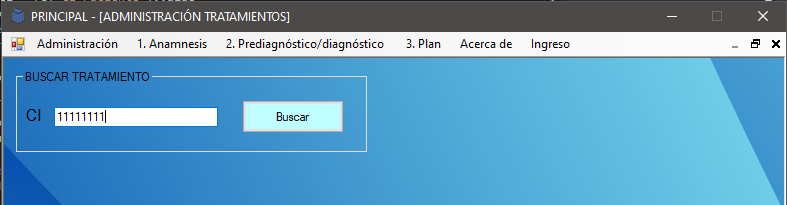 PRINCIPAL - [ADMINISTRACIÓN TRATAMIENTOS]
Administración 1. Anamnesis 2. Prediagnóstico/diagnóstico 3. Plan Acerca de Ingreso
BUSCAR TRATAMIENTO
CI 11111111 Buscar